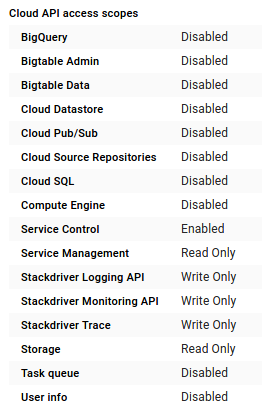 Cloud API access scopes
BigQuery Disabled
Bigtable Admin Disabled
Bigtable Data Disabled
Cloud Datastore Disabled
Cloud Pub/Sub Disabled
Cloud Source Repositories Disabled
Cloud SQL Disabled
Compute Engine Disabled
Service Control Enabled
Service Management Read Only
Stackdriver Logging API Write Only
Stackdriver Monitoring API Write Only
Stackdriver Trace Write Only
Storage Read Only
Task queue Disabled
User info Disabled